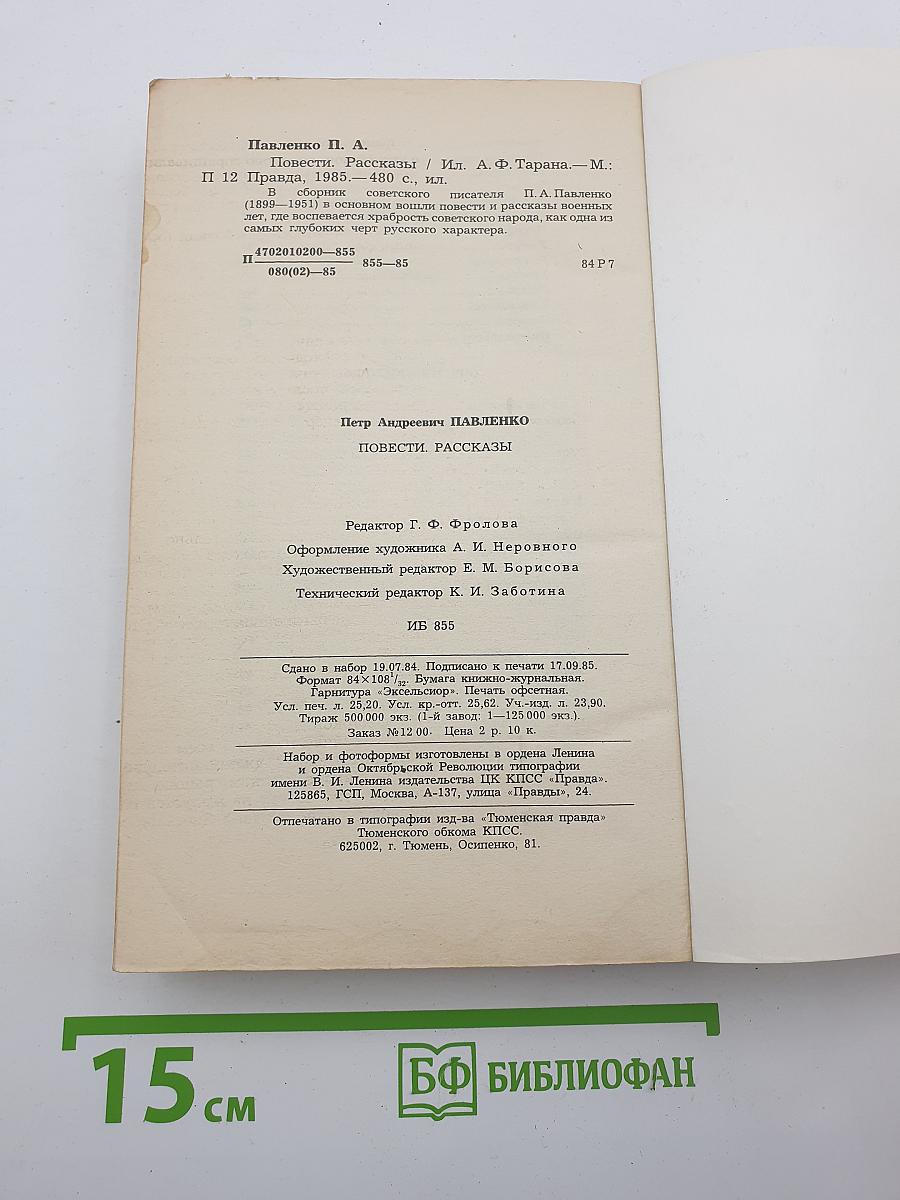 Павленко П. А.
Повести. Рассказы / Ил. А. Ф. Тарана.— М.:
П 12 Правда, 1985.— 480 с., ил.
В сборник советского писателя П. А. Павленко
(1899—1951) в основном вошли повести и рассказы военных
лет, где воспевается храбрость советского народа, как одна из
самых глубоких черт русского характера.
П 4702010200—855
080(02)—85
855—85
84 Р 7
Петр Андреевич ПАВЛЕНКО
ПОВЕСТИ. РАССКАЗЫ
Редактор Г. Ф. Фролова
Оформление художника А. И. Неровного
Художественный редактор Е. М. Борисова
Технический редактор К. И. Заботина
ИБ 855
Сдано в набор 19.07.84. Подписано к печати 17.09.85.
Формат 84×108 1/32. Бумага книжно-журнальная.
Гарнитура «Эксельсиор». Печать офсетная.
Усл. печ. л. 25,20. Усл. кр.-отт. 25,62. Уч.-изд. л. 23,90.
Тираж 500 000 экз. (1-й завод: 1—125 000 экз.).
Заказ № 12 00. Цена 2 р. 10 к.
Набор и фотоформы изготовлены в ордена Ленина
и ордена Октябрьской Революции типографии
имени В. И. Ленина издательства ЦК КПСС «Правда».
125865, ГСП, Москва, А-137, улица «Правды», 24.
Отпечатано в типографии изд-ва «Тюменская правда»
Тюменского обкома КПСС.
625002, г. Тюмень, Осипенко, 81.
15 см
БФ БИБЛИОФАН